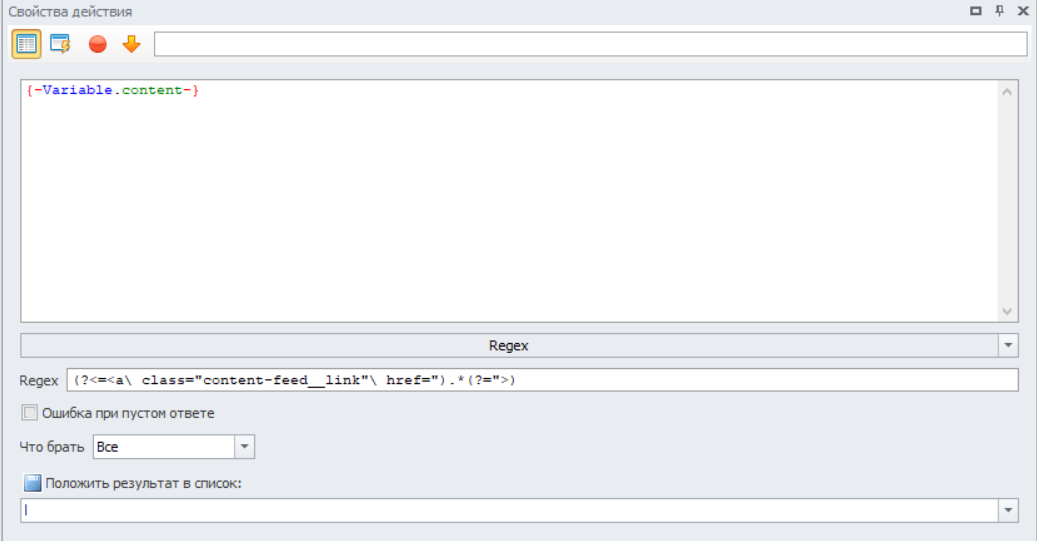 Свойства действия
{-Variable.content-}
Regex
Regex (?<=<a\ class="content-feed__link"\ href=").*(?=">)
Ошибка при пустом ответе
Что брать Все
Положить результат в список: